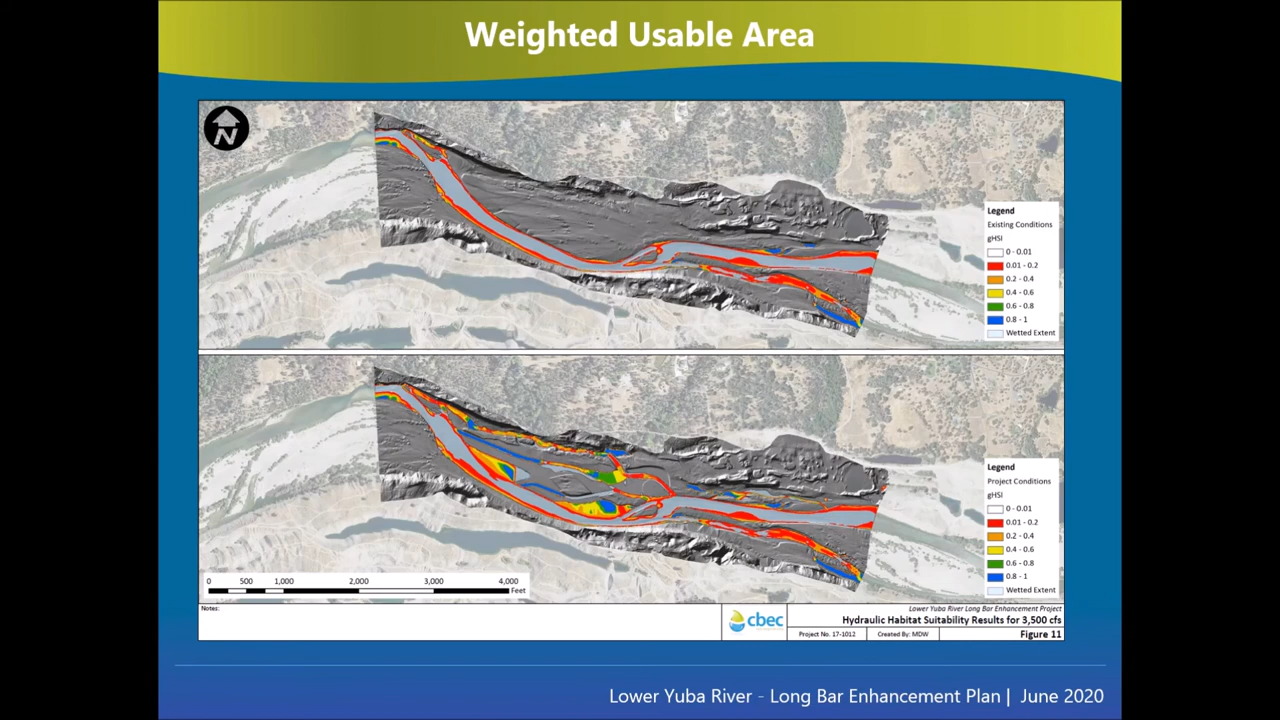 Weighted Usable Area
N
Legend
Existing Conditions
gHSI
0 - 0.01
0.01 - 0.2
0.2 - 0.4
0.4 - 0.6
0.6 - 0.8
0.8 - 1
Wetted Extent
Legend
Project Conditions
gHSI
0 - 0.01
0.01 - 0.2
0.2 - 0.4
0.4 - 0.6
0.6 - 0.8
0.8 - 1
Wetted Extent
0 500 1,000 2,000 3,000 4,000
Feet
Notes:
cbec
Lower Yuba River Long Bar Enhancement Project
Hydraulic Habitat Suitability Results for 3,500 cfs
Project No. 17-1012 Created By: MDW Figure 11
Lower Yuba River - Long Bar Enhancement Plan | June 2020